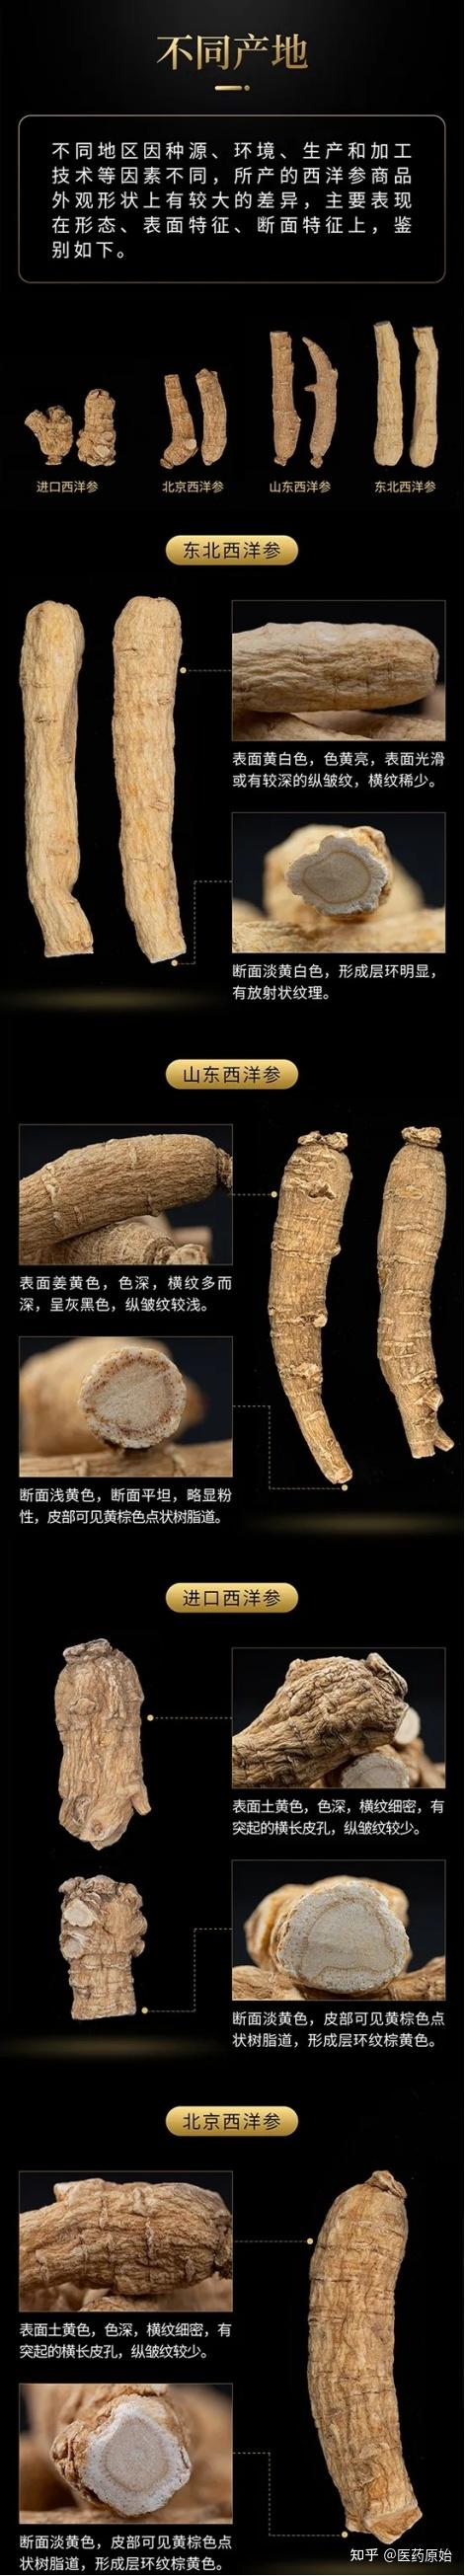 不同产地
不同地区因种源、环境、生产和加工
技术等因素不同，所产的西洋参商品
外观形状上有较大的差异，主要表现
在形态、表面特征、断面特征上，鉴
别如下。
进口西洋参
北京西洋参
山东西洋参
东北西洋参
东北西洋参
表面黄白色，色黄亮，表面光滑
或有较深的纵皱纹，横纹稀少。
断面淡黄白色，形成层环明显，
有放射状纹理。
山东西洋参
表面姜黄色，色深，横纹多而
深，呈灰黑色，纵皱纹较浅。
断面浅黄色，断面平坦，略显粉
性，皮部可见黄棕色点状树脂道。
进口西洋参
表面土黄色，色深，横纹细密，有
突起的横长皮孔，纵皱纹较少。
断面淡黄色，皮部可见黄棕色点
状树脂道，形成层环纹棕黄色。
北京西洋参
表面土黄色，色深，横纹细密，有
突起的横长皮孔，纵皱纹较少。
断面淡黄色，皮部可见黄棕色点
状树脂道，形成层环纹棕黄色。
知乎 @医药原始